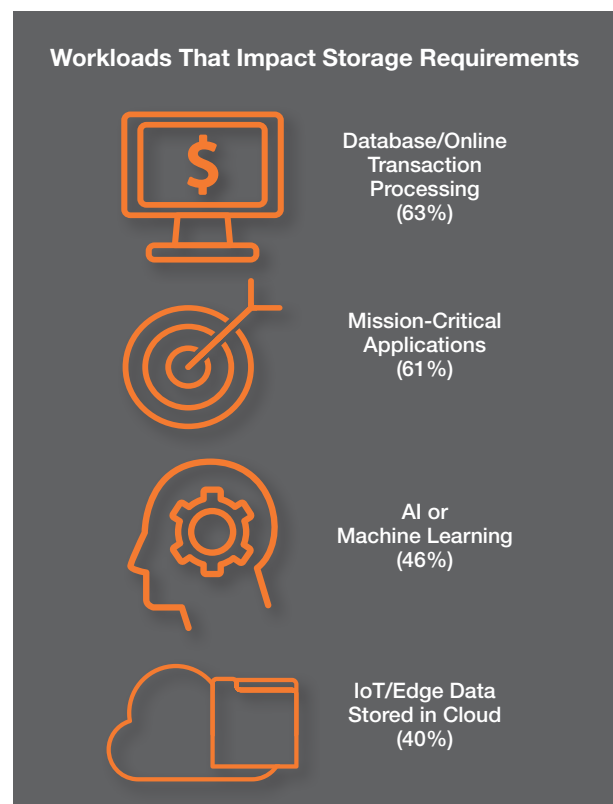 Workloads That Impact Storage Requirements
$
Database/Online
Transaction
Processing
(63%)
Mission-Critical
Applications
(61%)
AI or
Machine Learning
(46%)
IoT/Edge Data
Stored in Cloud
(40%)